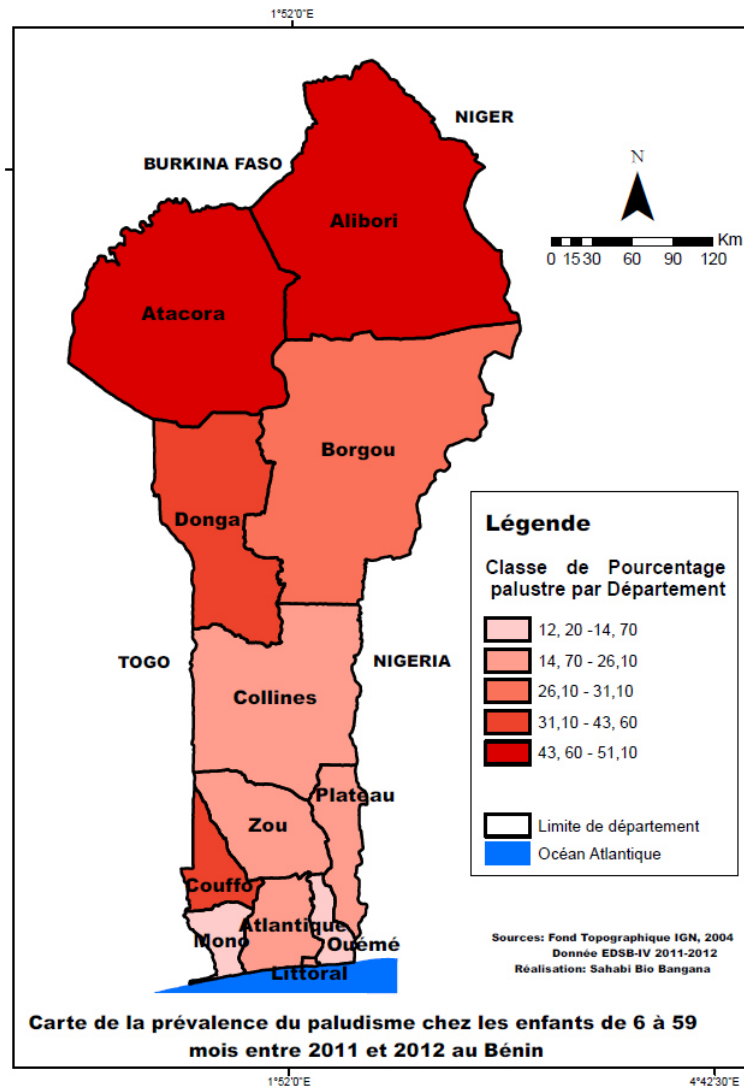 1°52'0"E
NIGER
BURKINA FASO
N
Alibori
Km
0 15 30 60 90 120
Atacora
Borgou
Donga
Légende
Classe de Pourcentage
palustre par Département
12, 20 -14, 70
14, 70 - 26,10
26,10 - 31,10
31,10 - 43, 60
43, 60 - 51,10
Limite de département
Océan Atlantique
TOGO
NIGERIA
Collines
Plateau
Zou
Couffo
Atlantique
Mono
Ouémé
Littoral
Sources: Fond Topographique IGN, 2004
Donnée EDSB-IV 2011-2012
Réalisation: Sahabi Bio Bangana
Carte de la prévalence du paludisme chez les enfants de 6 à 59
mois entre 2011 et 2012 au Bénin
1°52'0"E
4°42'30"E